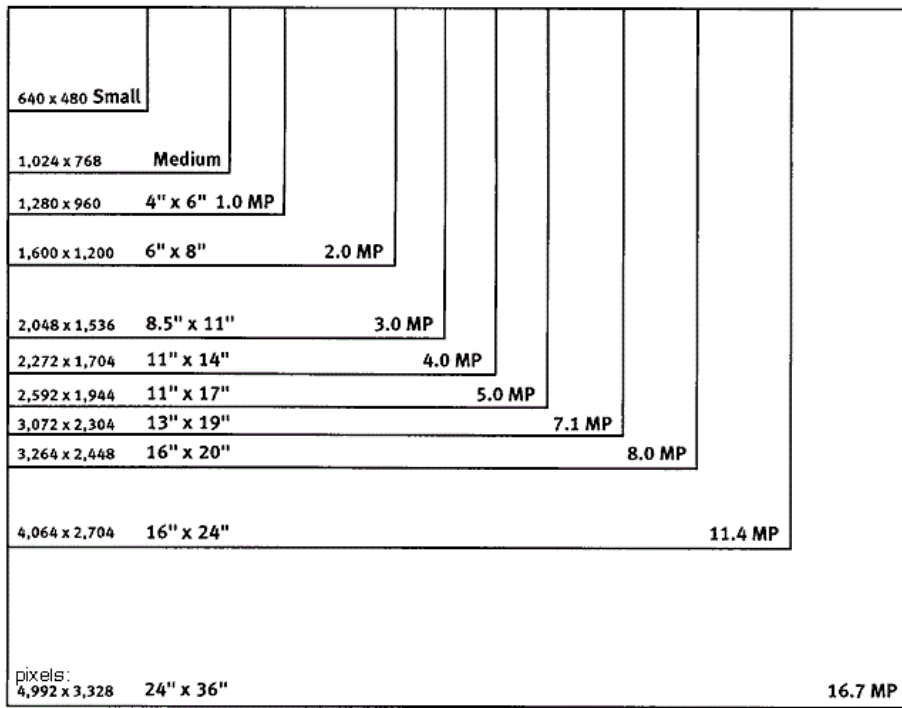 640 x 480 Small
1,024 x 768 Medium
1,280 x 960 4" x 6" 1.0 MP
1,600 x 1,200 6" x 8" 2.0 MP
2,048 x 1,536 8.5" x 11" 3.0 MP
2,272 x 1,704 11" x 14" 4.0 MP
2,592 x 1,944 11" x 17" 5.0 MP
3,072 x 2,304 13" x 19" 7.1 MP
3,264 x 2,448 16" x 20" 8.0 MP
4,064 x 2,704 16" x 24" 11.4 MP
pixels:
4,992 x 3,328 24" x 36" 16.7 MP